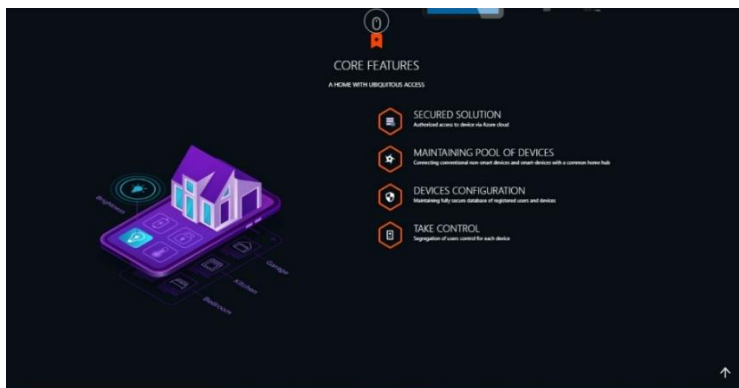 CORE FEATURES
A HOME WITH UBIQUITOUS ACCESS
SECURED SOLUTION
Authorized access to device via Azure cloud
MAINTAINING POOL OF DEVICES
Connecting conventional non-smart devices and smart-devices with a common home hub
DEVICES CONFIGURATION
Maintaining fully secure database of registered users and devices
TAKE CONTROL
Segregation of users control for each device
Brightness
Garage
Kitchen
Bedroom